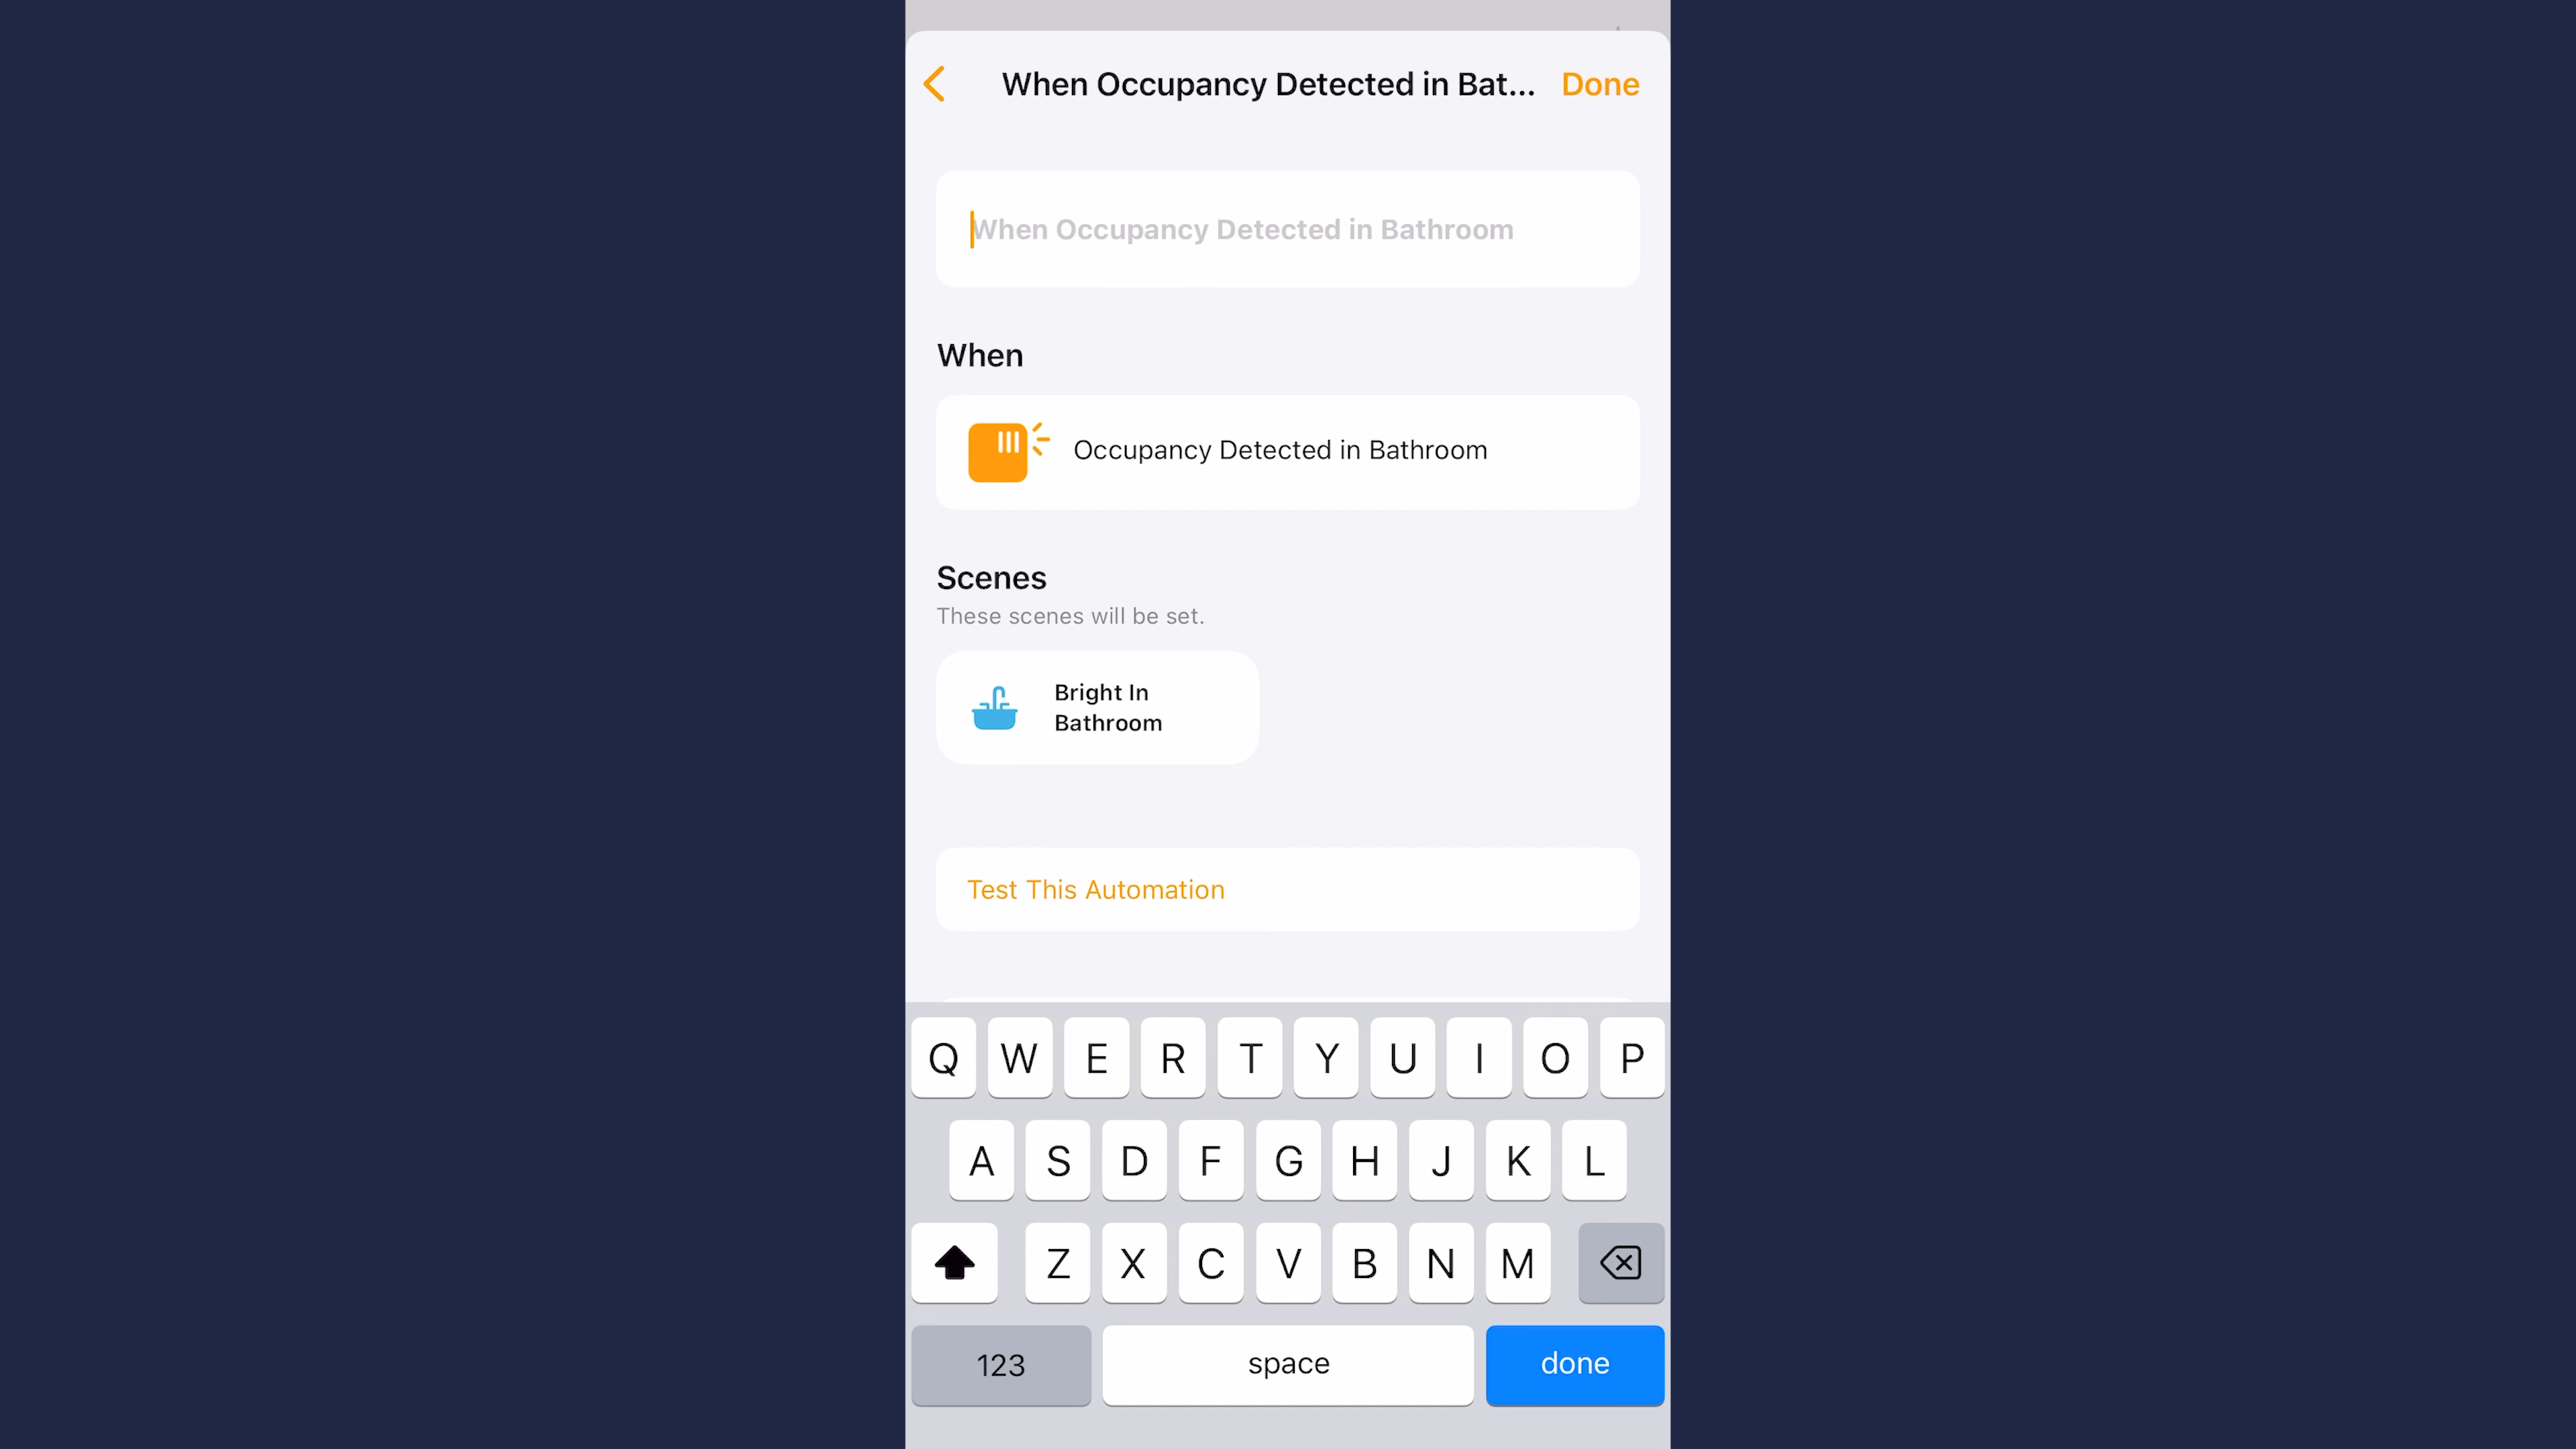 When Occupancy Detected in Bat...
Done
When Occupancy Detected in Bathroom
When
Occupancy Detected in Bathroom
Scenes
These scenes will be set.
Bright In
Bathroom
Test This Automation
Q W E R T Y U I O P
A S D F G H J K L
Z X C V B N M
123 space done